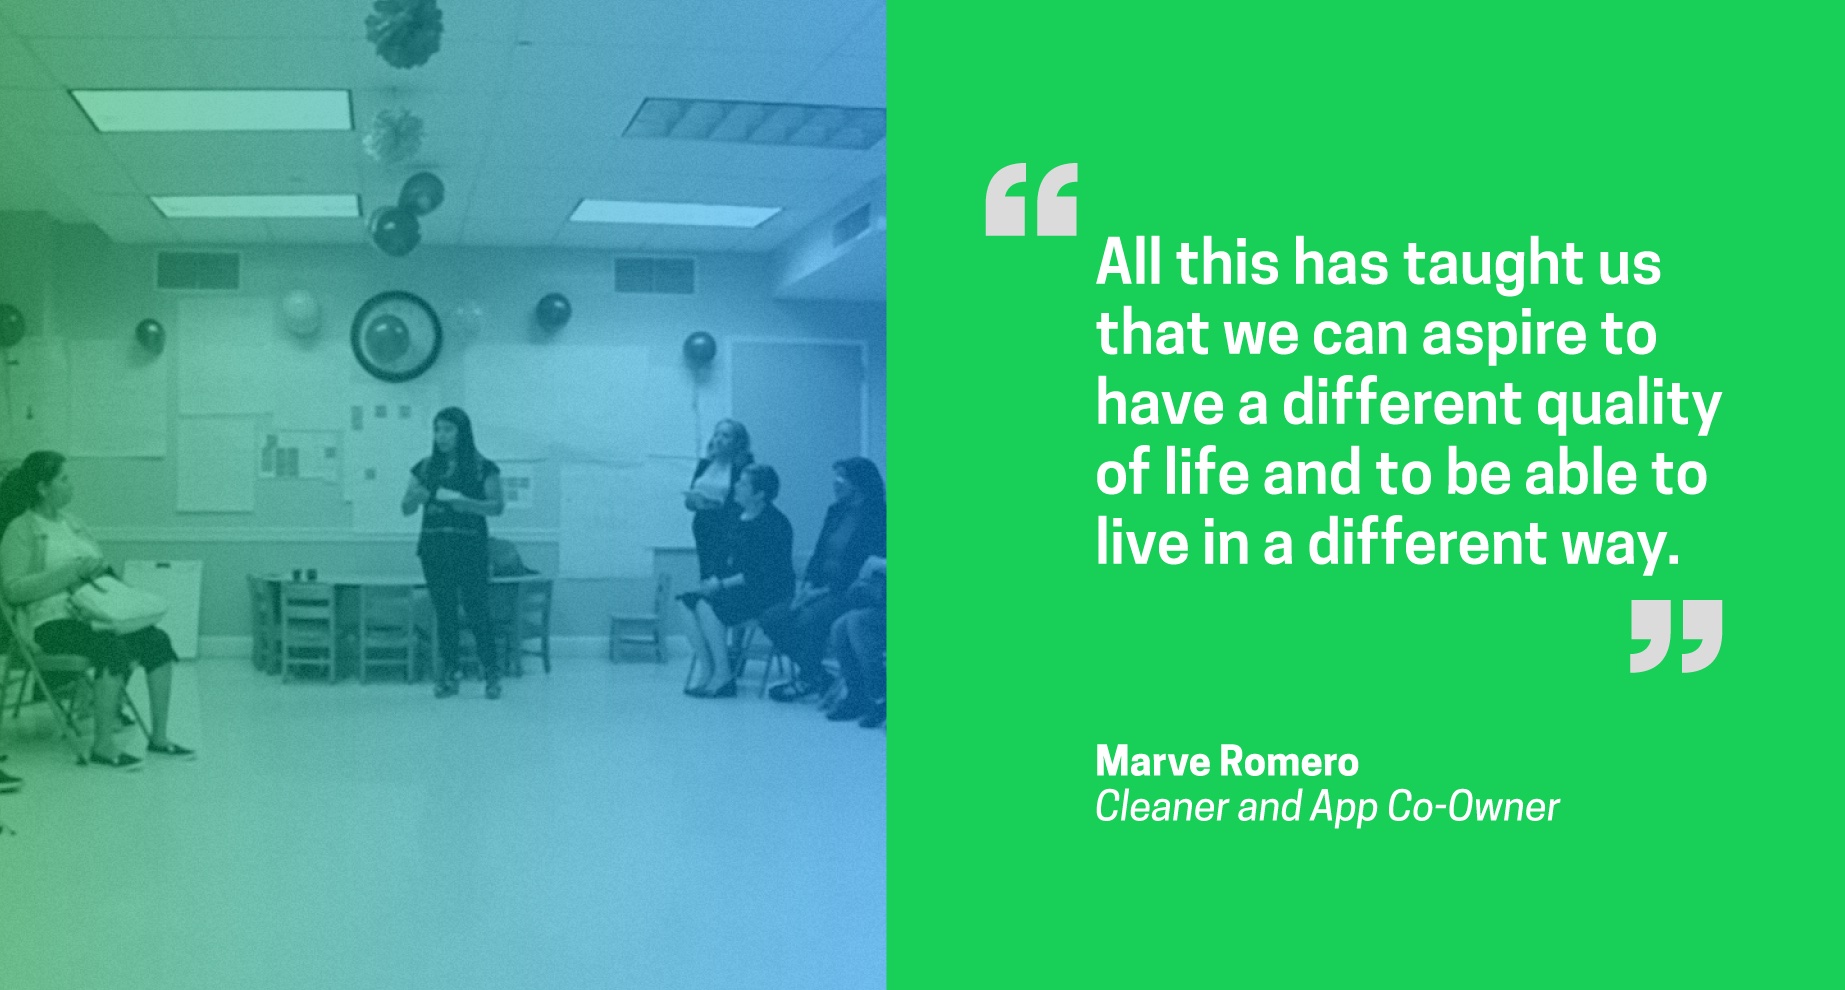 “
All this has taught us
that we can aspire to
have a different quality
of life and to be able to
live in a different way.
”
Marve Romero
Cleaner and App Co-Owner